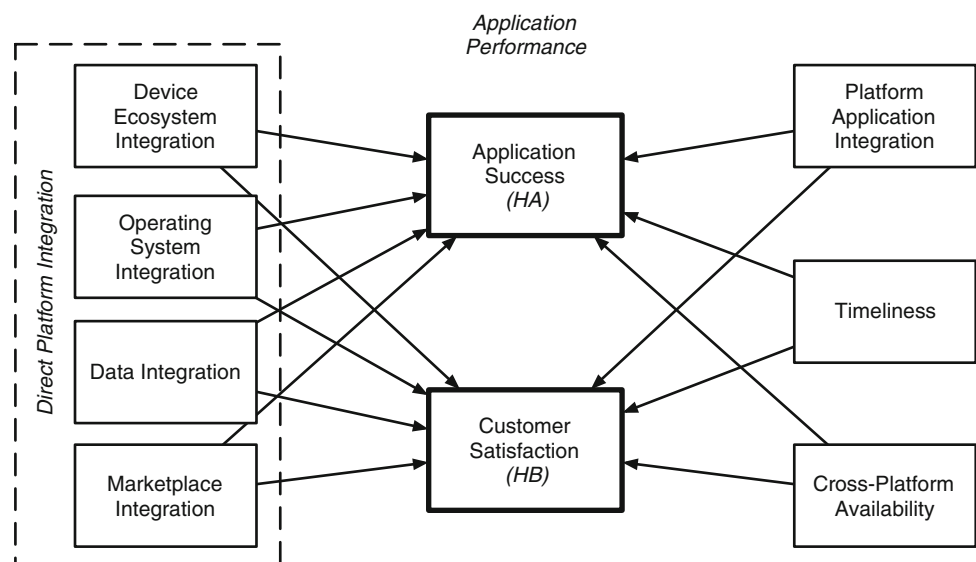 Application
Performance
Direct Platform Integration
Device
Ecosystem
Integration
Operating
System
Integration
Data Integration
Marketplace
Integration
Application
Success
(HA)
Customer
Satisfaction
(HB)
Platform
Application
Integration
Timeliness
Cross-Platform
Availability